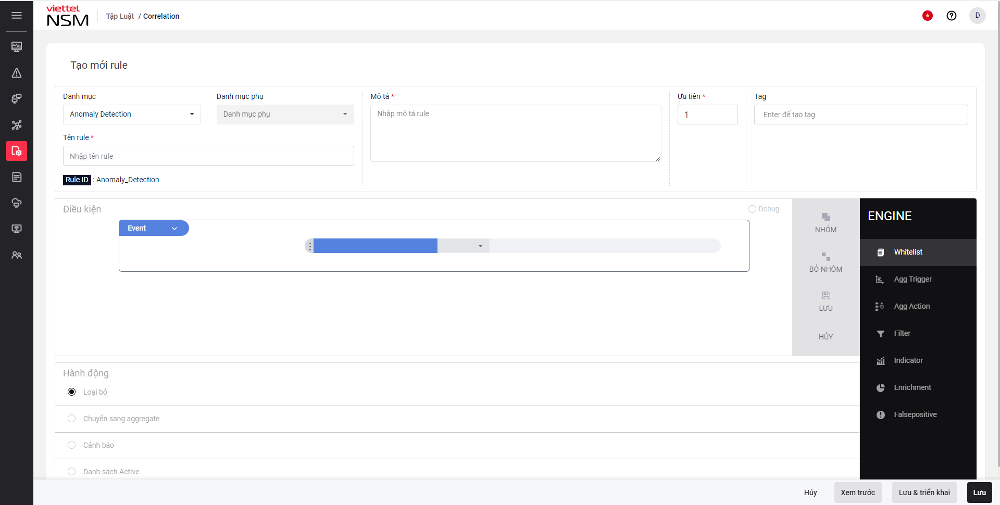 viettel
NSM
Tập Luật / Correlation
D
Tạo mới rule
Danh mục
Danh mục phụ
Anomaly Detection
Danh mục phụ
Tên rule *
Nhập tên rule
Rule ID : Anomaly_Detection
Mô tả *
Nhập mô tả rule
Ưu tiên *
1
Tag
Enter để tạo tag
Điều kiện
Debug
Event
NHÓM
BỎ NHÓM
LƯU
HỦY
ENGINE
Whitelist
Agg Trigger
Agg Action
Filter
Indicator
Enrichment
Falsepositive
Hành động
Loại bỏ
Chuyển sang aggregate
Cảnh báo
Danh sách Active
Hủy
Xem trước
Lưu & triển khai
Lưu